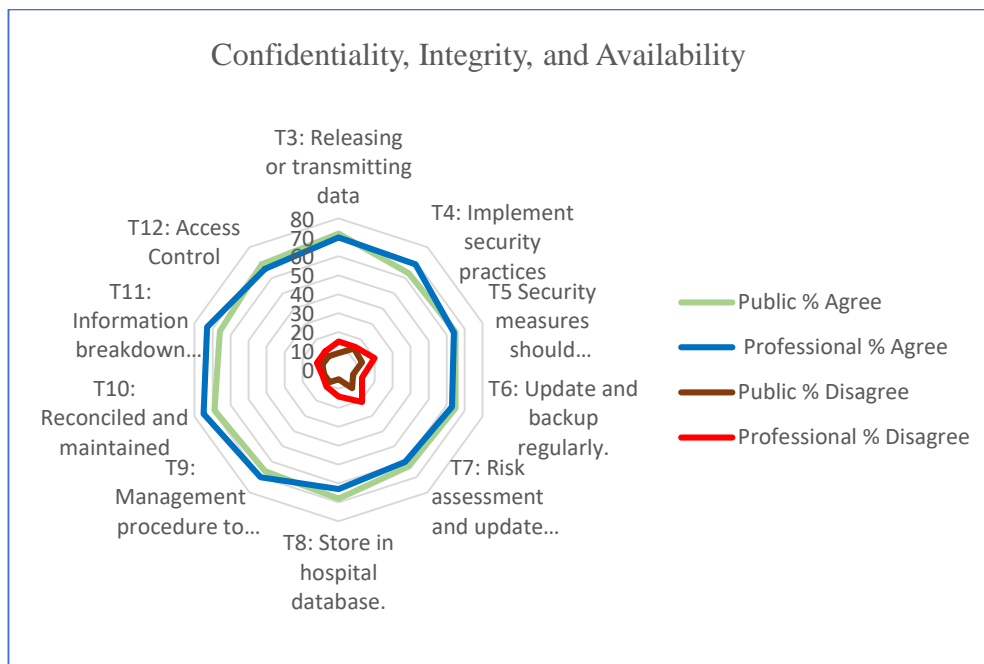 Confidentiality, Integrity, and Availability
T3: Releasing
or transmitting
data
T4: Implement
security
practices
T5 Security
measures
should...
T6: Update and
backup
regularly.
T7: Risk
assessment
and update...
T8: Store in
hospital
database.
T9:
Management
procedure to...
T10:
Reconciled and
maintained
T11:
Information
breakdown...
T12: Access
Control
80
70
60
50
40
30
20
10
0
Public % Agree
Professional % Agree
Public % Disagree
Professional % Disagree